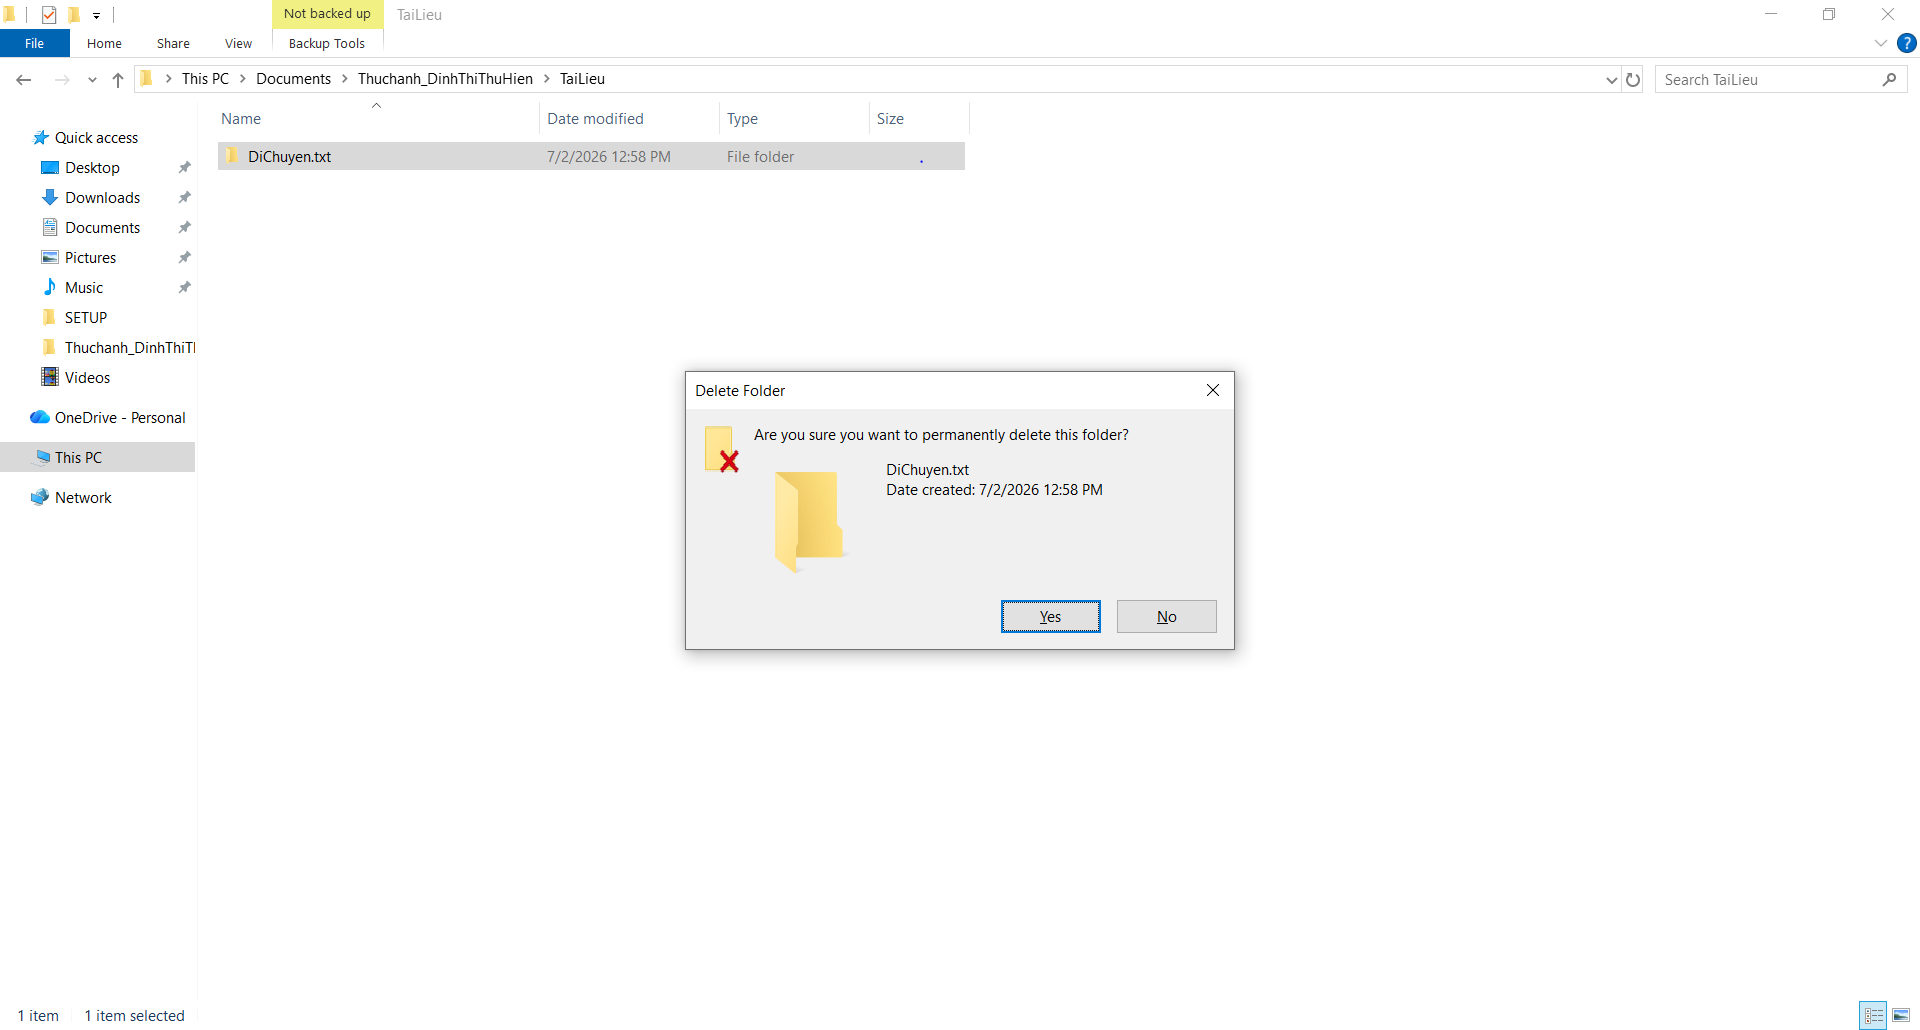 Not backed up
TaiLieu
File
Home
Share
View
Backup Tools
This PC
Documents
Thuchanh_DinhThiThuHien
TaiLieu
Search TaiLieu
Name
Date modified
Type
Size
DiChuyen.txt
7/2/2026 12:58 PM
File folder
Quick access
Desktop
Downloads
Documents
Pictures
Music
SETUP
Thuchanh_DinhThiTl
Videos
OneDrive - Personal
This PC
Network
Delete Folder
Are you sure you want to permanently delete this folder?
DiChuyen.txt
Date created: 7/2/2026 12:58 PM
Yes
No
1 item
1 item selected